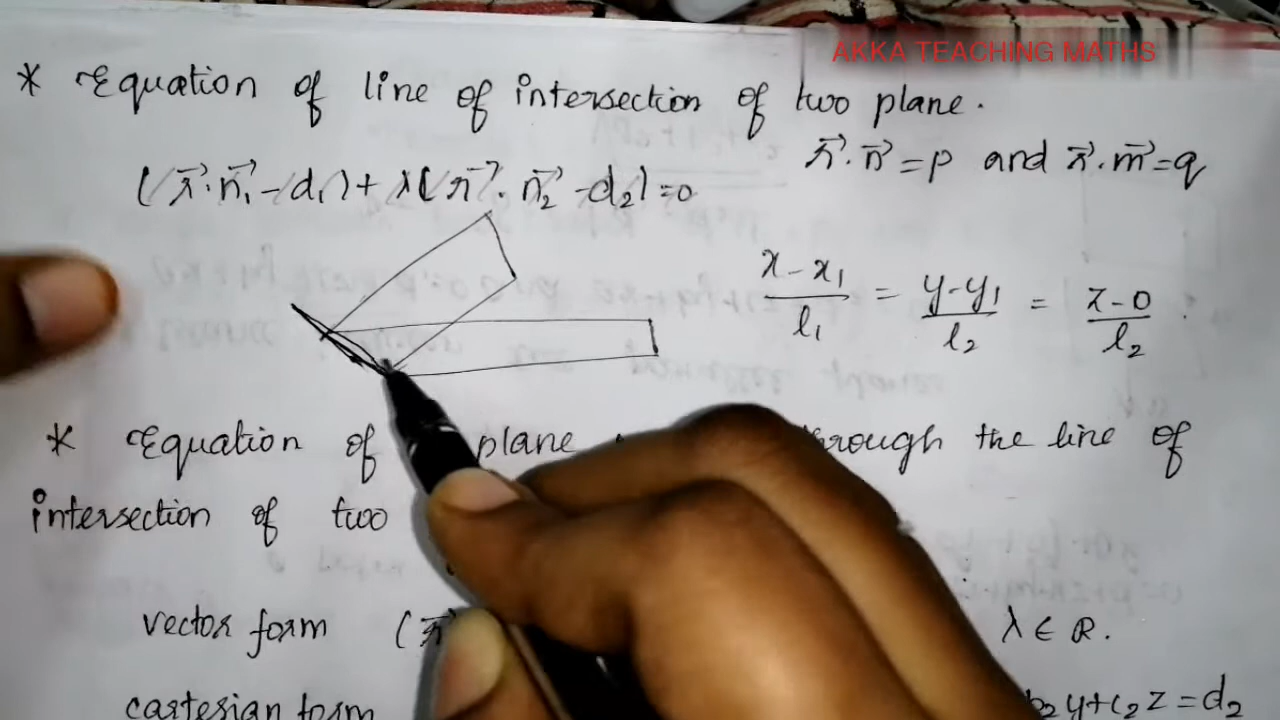 AKKA TEACHING MATHS
* Equation of line of intersection of two plane.
r⃗·n⃗ = p and r⃗·m⃗ = q
(r⃗·n⃗₁ - d₁) + λ(r⃗·n⃗₂ - d₂) = 0
x - x₁ / l₁ = y - y₁ / l₂ = z - 0 / l₂
* Equation of plane through the line of
intersection of two
vector form (r⃗ λ ∈ R.
cartesian form b₂y + c₂z = d₂